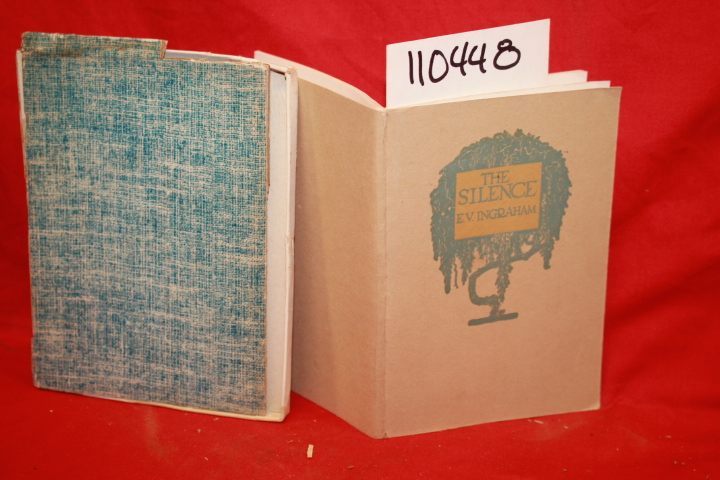 110448
THE
SILENCE
E.V. INGRAHAM